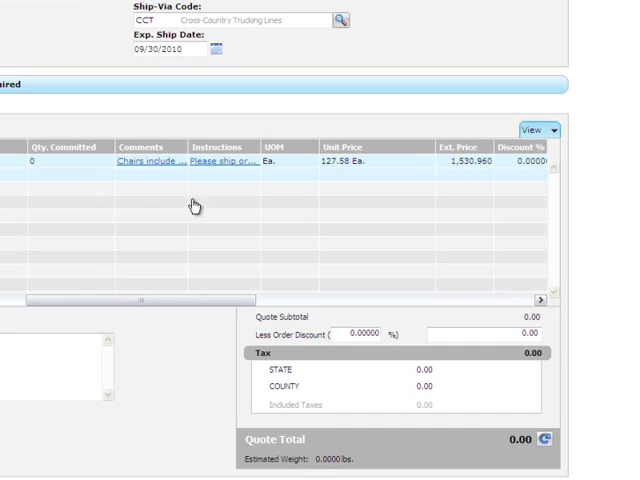 Ship-Via Code:
CCT Cross-Country Trucking Lines
Exp. Ship Date:
09/30/2010
ired
View
Qty. Committed Comments Instructions UOM Unit Price Ext. Price Discount %
0 Chairs include ... Please ship or... Ea. 127.58 Ea. 1,530.960 0.0000
Quote Subtotal 0.00
Less Order Discount ( 0.00000 %) 0.00
Tax 0.00
STATE 0.00
COUNTY 0.00
Included Taxes 0.00
Quote Total 0.00
Estimated Weight: 0.0000 lbs.